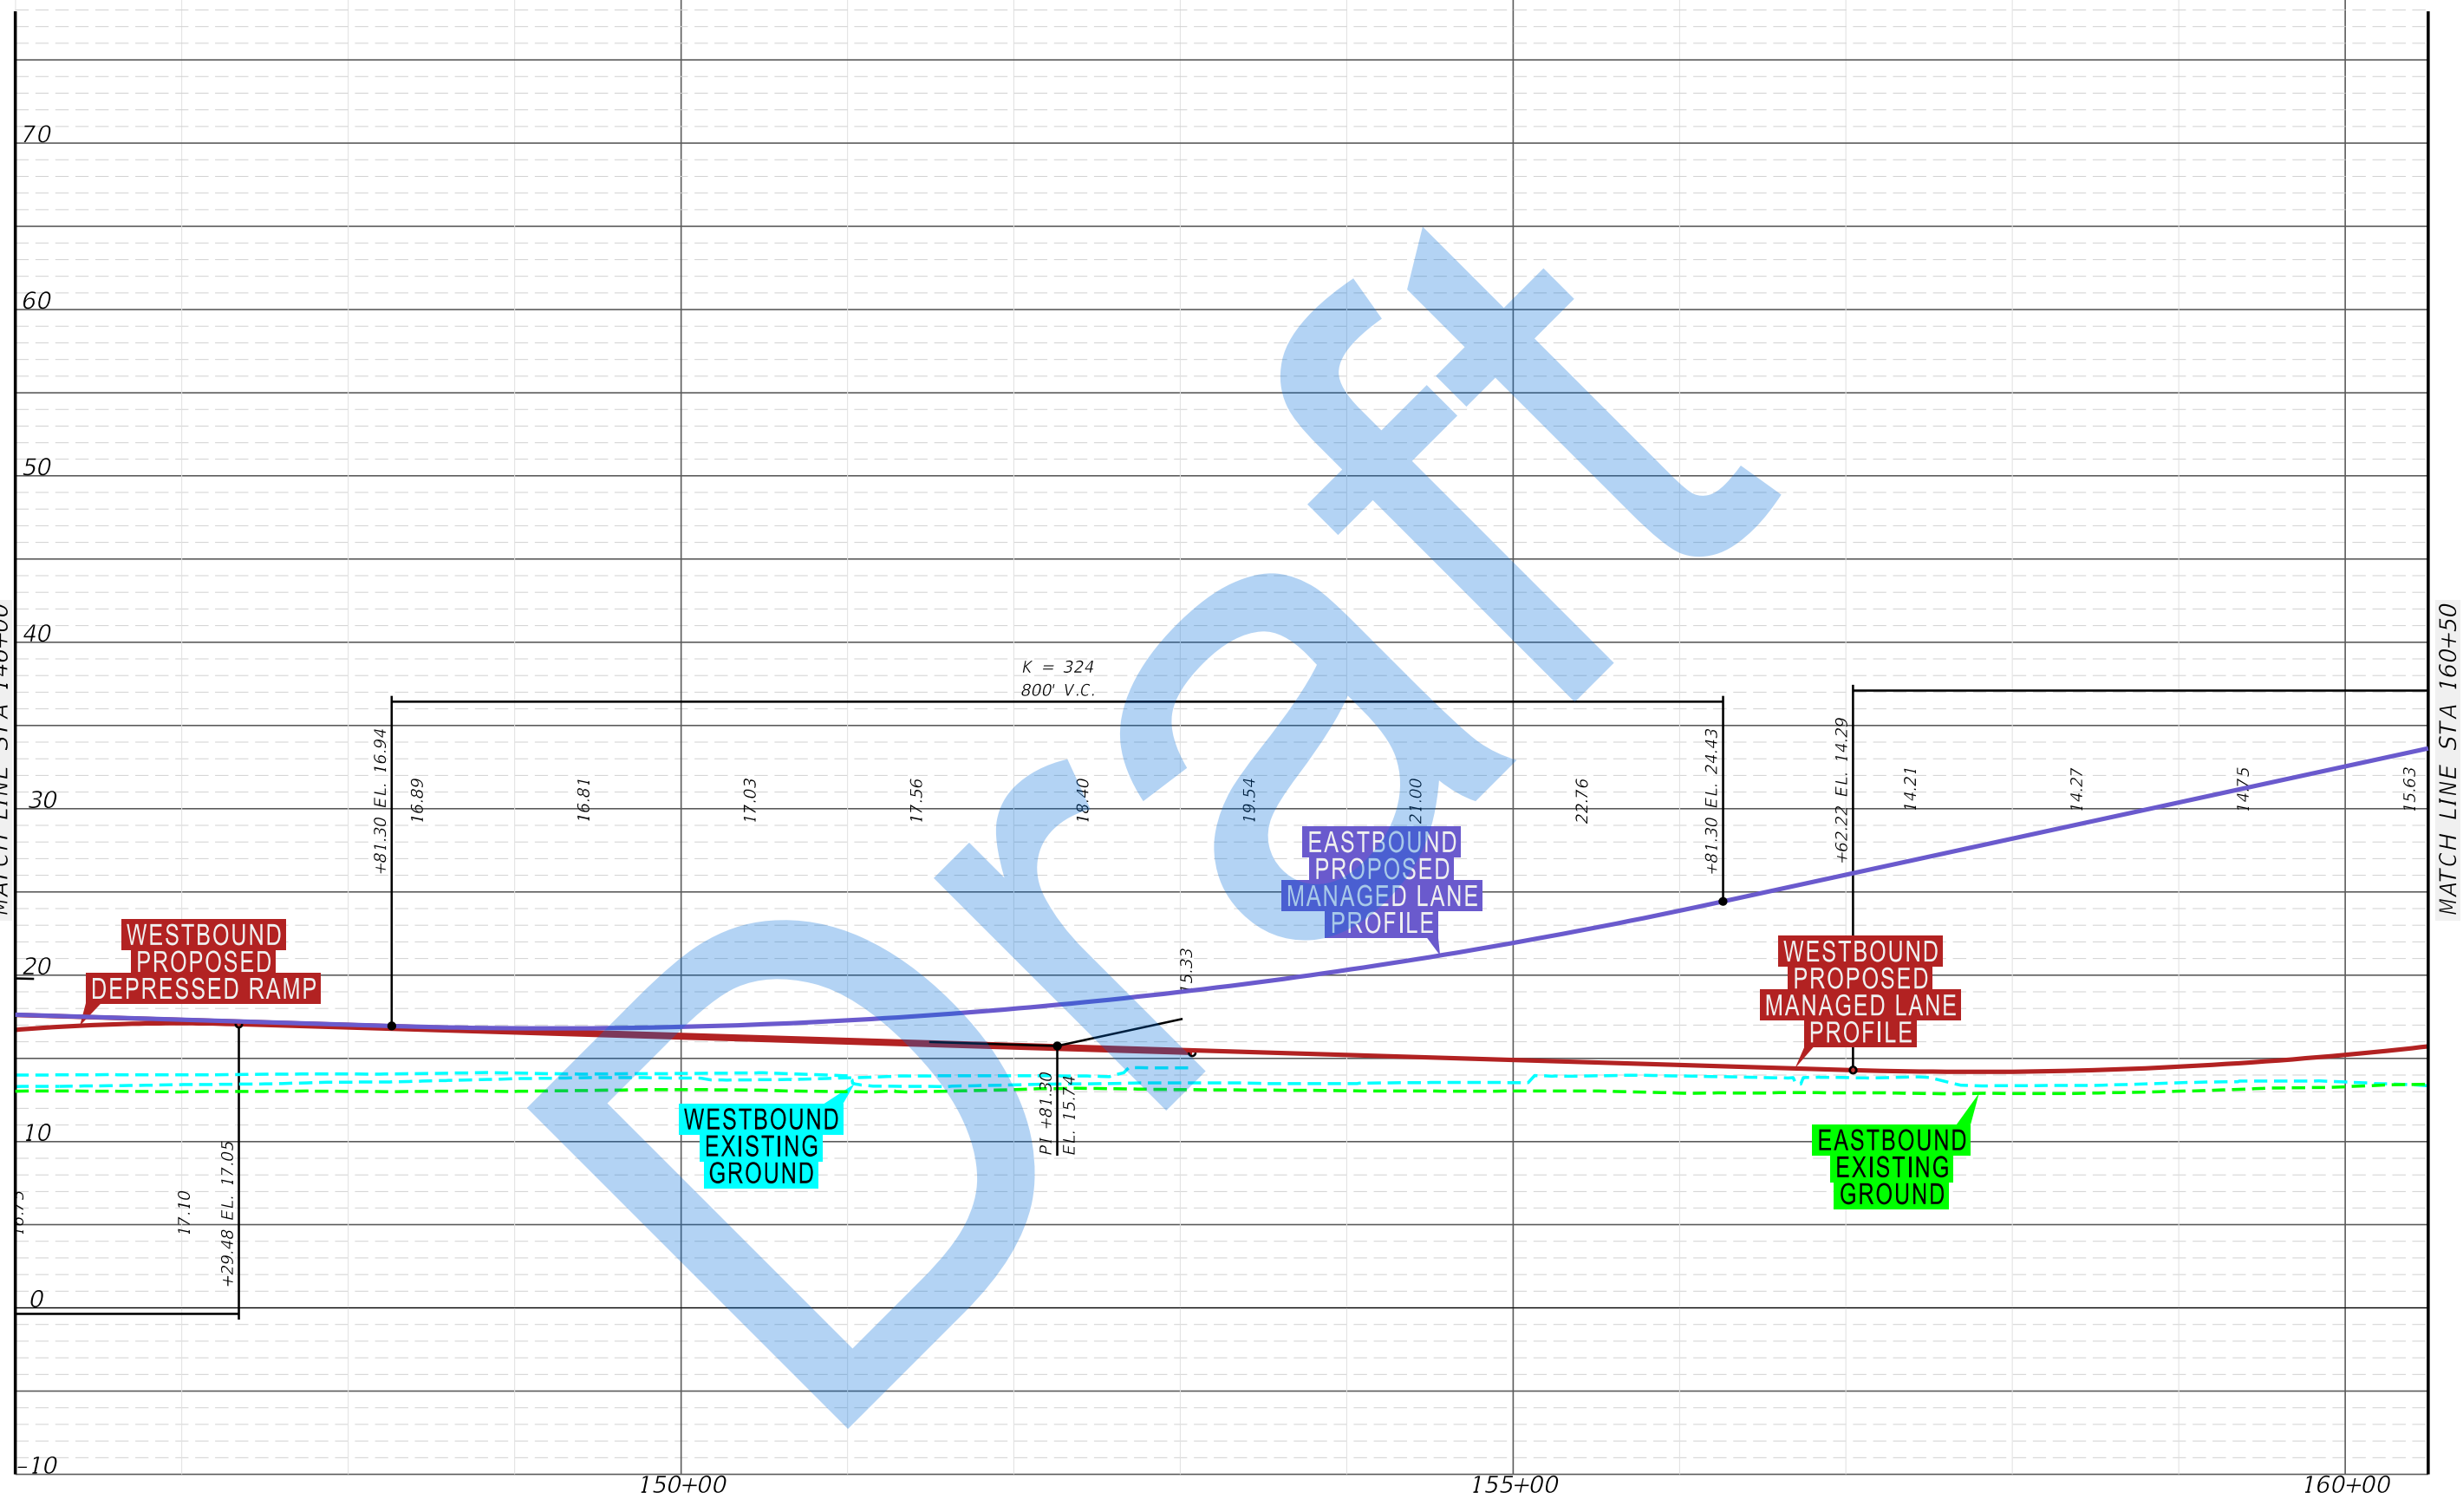 70
60
50
40
30
20
10
0
-10
MATCH LINE STA 160+50
K = 324
800' V.C.
+81.30 EL. 16.94
16.89
16.81
17.03
17.56
18.40
19.54
21.00
22.76
+81.30 EL. 24.43
+62.22 EL. 14.29
14.21
14.27
14.75
15.63
WESTBOUND
PROPOSED
DEPRESSED RAMP
EASTBOUND
PROPOSED
MANAGED LANE
PROFILE
WESTBOUND
PROPOSED
MANAGED LANE
PROFILE
15.33
PI +81.30
EL. 15.74
WESTBOUND
EXISTING
GROUND
EASTBOUND
EXISTING
GROUND
17.10
+29.48 EL. 17.05
150+00
155+00
160+00
Draft